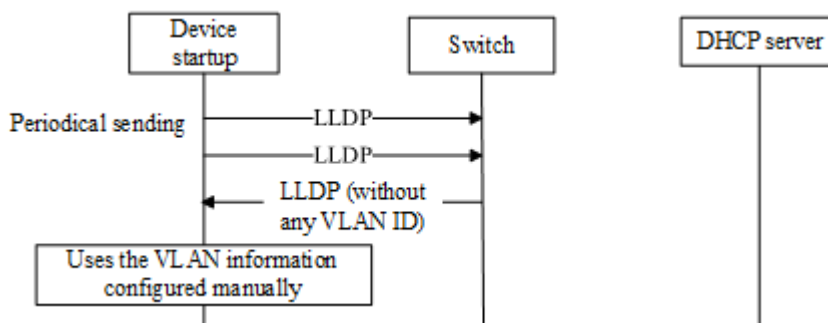 Device
startup
Switch
DHCP server
Periodical sending
LLDP
LLDP
LLDP (without
any VLAN ID)
Uses the VLAN information
configured manually